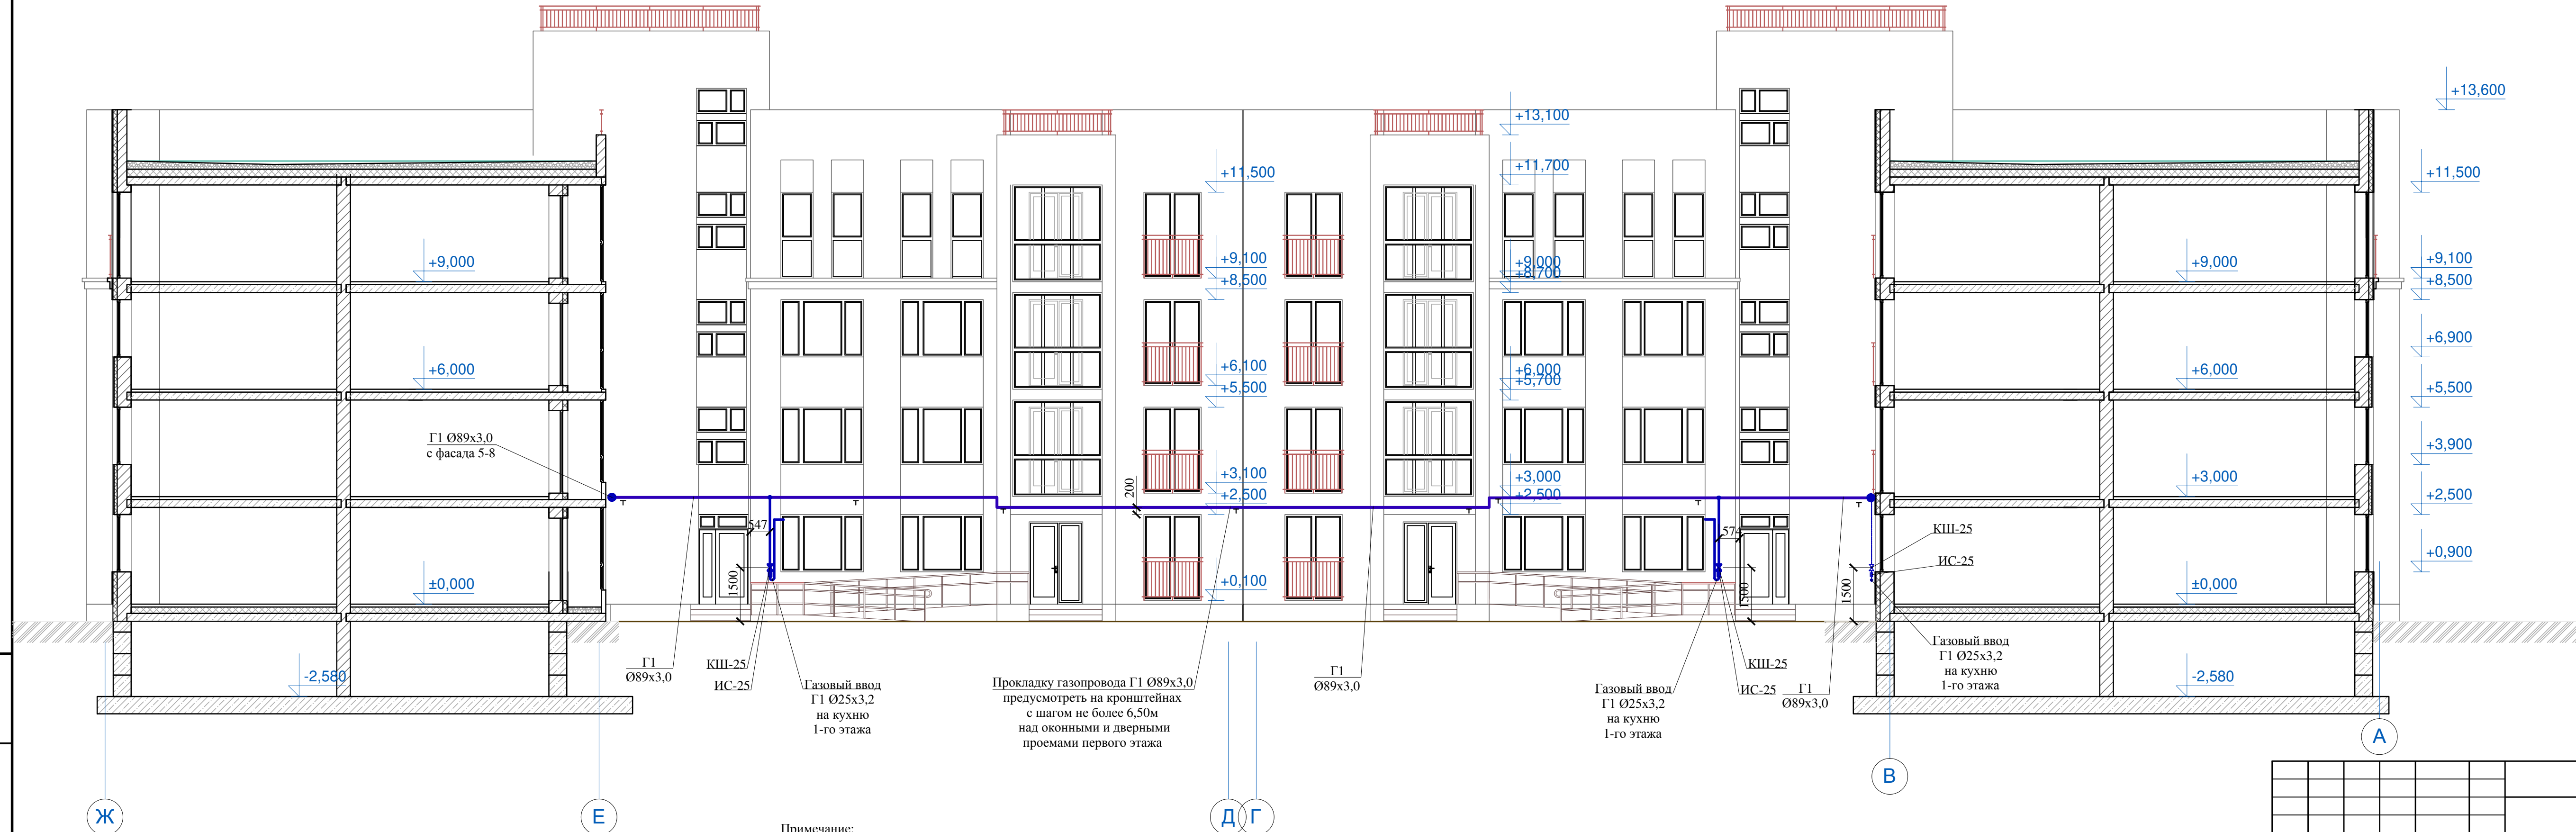 +13,600
+13,100
+11,700
+11,500
+11,500
+9,000
+9,100
+8,500
+9,000
+8,700
+9,000
+9,100
+8,500
+6,900
+6,000
+6,100
+5,500
+6,000
+5,700
+6,000
+5,500
Г1 Ø89х3,0
с фасада 5-8
+3,900
200
+3,100
+2,500
+3,000
+2,500
+3,000
+2,500
547
574
КШ-25
ИС-25
+0,900
1500
1500
1500
±0,000
+0,100
±0,000
Г1
Ø89х3,0
КШ-25
ИС-25
Газовый ввод
Г1 Ø25х3,2
на кухню
1-го этажа
Прокладку газопровода Г1 Ø89х3,0
предусмотреть на кронштейнах
с шагом не более 6,50м
над оконными и дверными
проемами первого этажа
Г1
Ø89х3,0
Газовый ввод
Г1 Ø25х3,2
на кухню
1-го этажа
КШ-25
ИС-25
Г1
Ø89х3,0
Газовый ввод
Г1 Ø25х3,2
на кухню
1-го этажа
-2,580
-2,580
Ж
Е
Д
Г
В
А
Примечание: